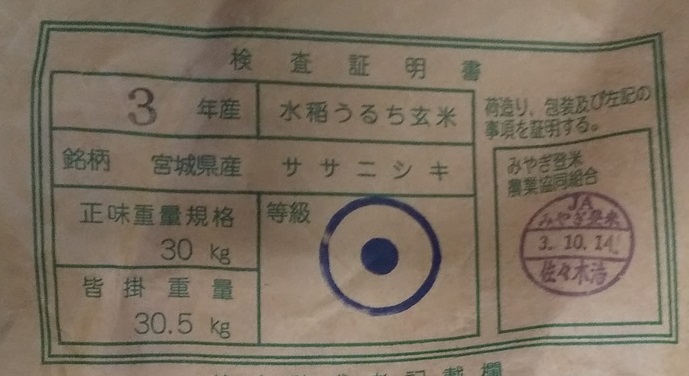 検査証明書
3 年産
水稲うるち玄米
銘柄 宮城県産
ササニシキ
正味重量規格
30 kg
等級
皆掛重量
30.5 kg
荷造り、包装及び左記の
事項を証明する。
みやぎ登米
農業協同組合
JA
みやぎ登米
3.10.14
佐々木浩
記載欄